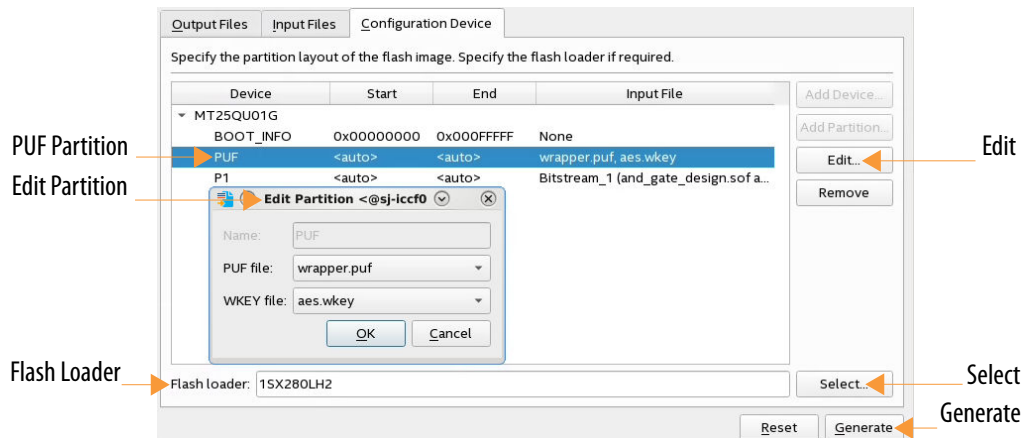 Output Files Input Files Configuration Device
Specify the partition layout of the flash image. Specify the flash loader if required.
Device Start End Input File Add Device...
MT25QU01G
BOOT_INFO 0x00000000 0x000FFFFF None Add Partition...
PUF Partition PUF <auto> <auto> wrapper.puf, aes.wkey Edit... Edit
P1 <auto> <auto> Bitstream_1 (and_gate_design.sof a...
Edit Partition Edit Partition <@sj-iccf0 Remove
Name: PUF
PUF file: wrapper.puf
WKEY file: aes.wkey
OK Cancel
Flash Loader Flash loader: 1SX280LH2 Select... Select
Reset Generate Generate